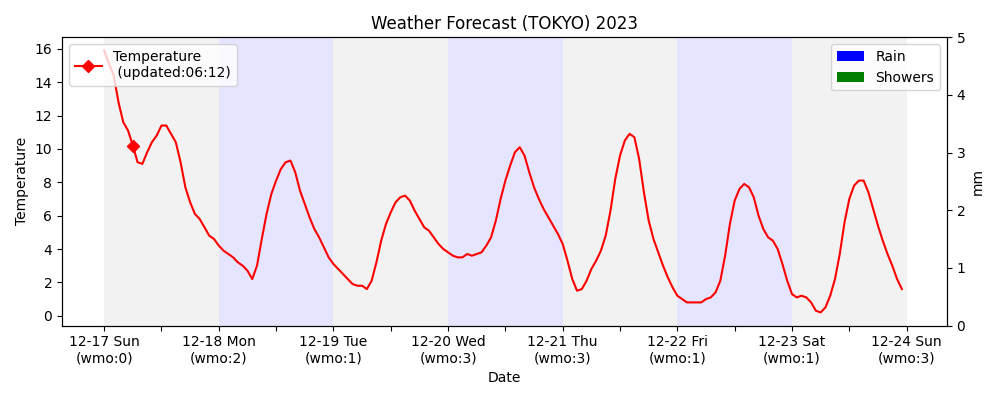 Weather Forecast (TOKYO) 2023
Temperature
(updated:06:12)
Rain
Showers
Temperature
16
14
12
10
8
6
4
2
0
5
4
3
2
1
0
mm
12-17 Sun
(wmo:0)
12-18 Mon
(wmo:2)
12-19 Tue
(wmo:1)
12-20 Wed
(wmo:3)
12-21 Thu
(wmo:3)
12-22 Fri
(wmo:1)
12-23 Sat
(wmo:1)
12-24 Sun
(wmo:3)
Date